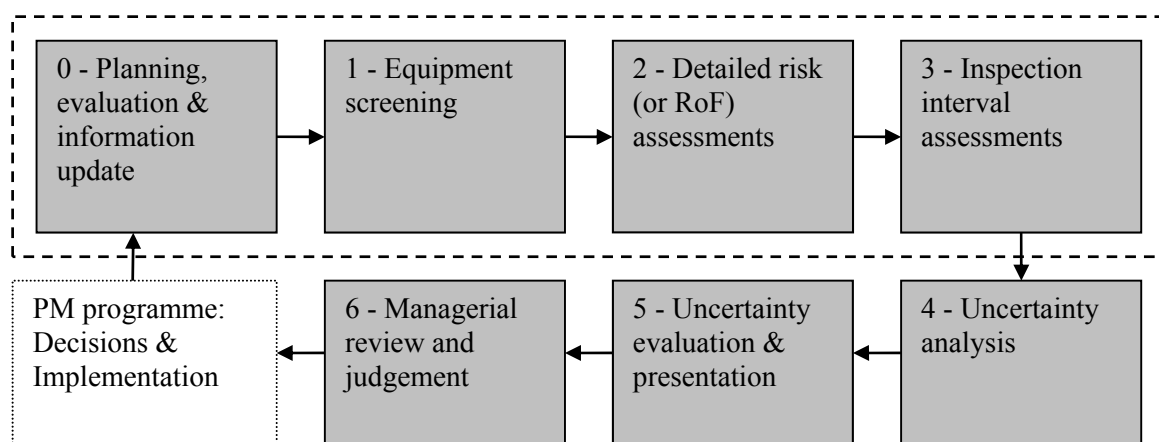 0 - Planning,
evaluation &
information
update
1 - Equipment
screening
2 - Detailed risk
(or RoF)
assessments
3 - Inspection
interval
assessments
PM programme:
Decisions &
Implementation
6 - Managerial
review and
judgement
5 - Uncertainty
evaluation &
presentation
4 - Uncertainty
analysis